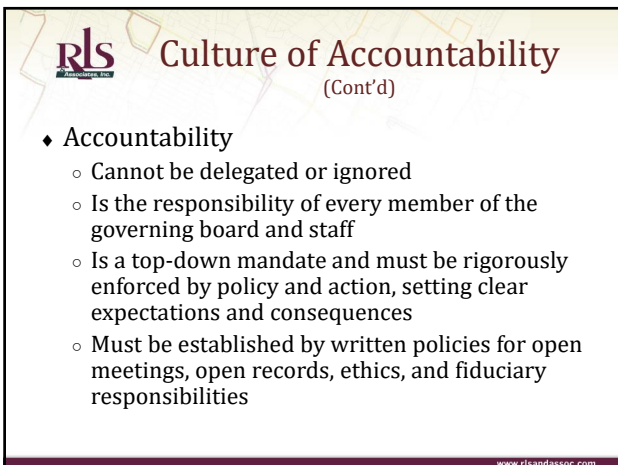 RLS
& Associates, Inc.
Culture of Accountability
(Cont’d)
♦ Accountability
○ Cannot be delegated or ignored
○ Is the responsibility of every member of the
governing board and staff
○ Is a top-down mandate and must be rigorously
enforced by policy and action, setting clear
expectations and consequences
○ Must be established by written policies for open
meetings, open records, ethics, and fiduciary
responsibilities
www.rlsandassoc.com